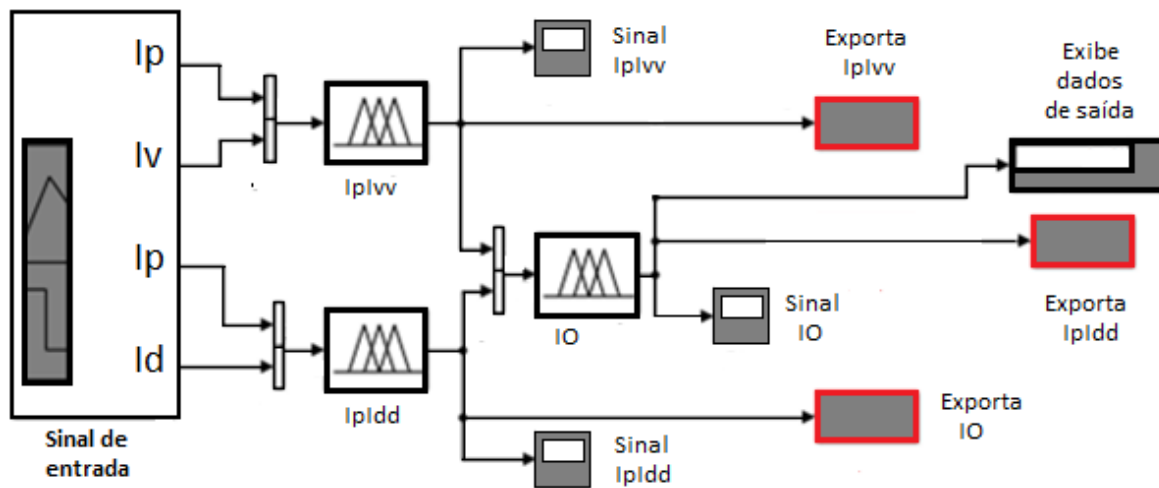 Ip
Iv
Ip
Id
Sinal de
entrada
IpIvv
IpIdd
Sinal
IpIvv
Exporta
IpIvv
Exibe
dados
de saída
IO
Sinal
IO
Exporta
IpIdd
Sinal
IpIdd
Exporta
IO